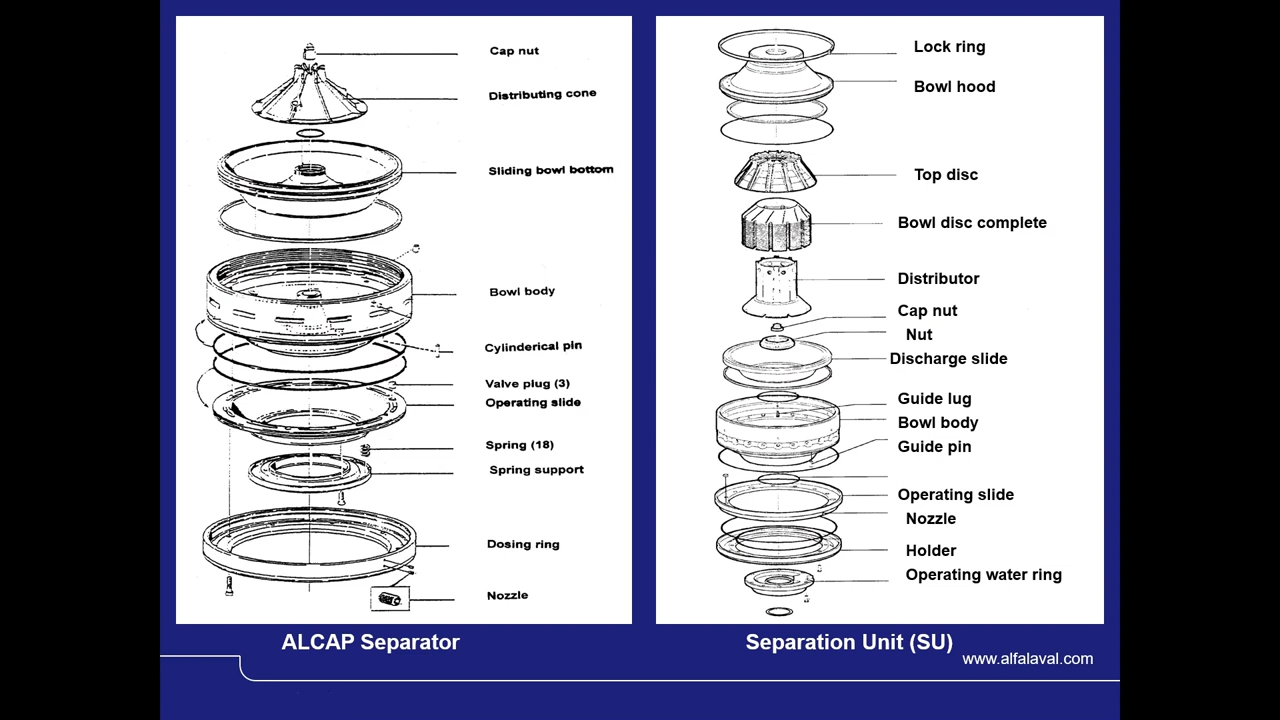 Cap nut
Distributing cone
Sliding bowl bottom
Bowl body
Cylinderical pin
Valve plug (3)
Operating slide
Spring (18)
Spring support
Dosing ring
Nozzle
ALCAP Separator
Lock ring
Bowl hood
Top disc
Bowl disc complete
Distributor
Cap nut
Nut
Discharge slide
Guide lug
Bowl body
Guide pin
Operating slide
Nozzle
Holder
Operating water ring
Separation Unit (SU)
www.alfalaval.com